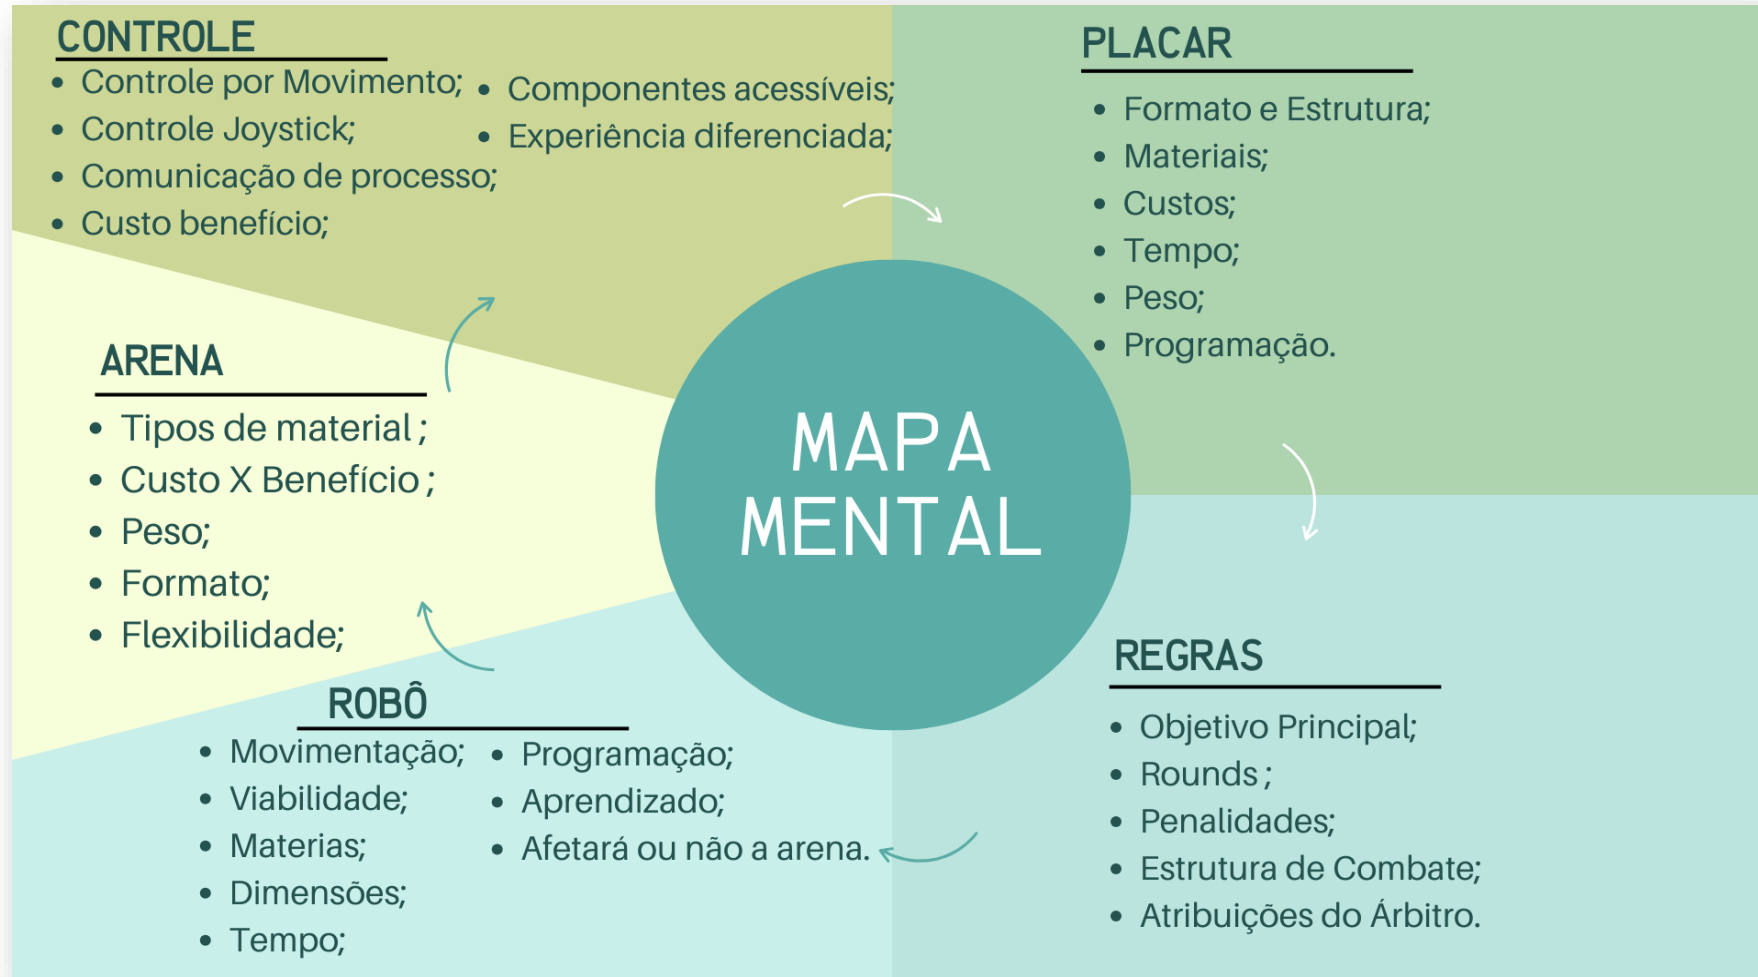 CONTROLE
• Controle por Movimento;
• Controle Joystick;
• Comunicação de processo;
• Custo benefício;
• Componentes acessíveis;
• Experiência diferenciada;
PLACAR
• Formato e Estrutura;
• Materiais;
• Custos;
• Tempo;
• Peso;
• Programação.
ARENA
• Tipos de material ;
• Custo X Benefício ;
• Peso;
• Formato;
• Flexibilidade;
MAPA
MENTAL
REGRAS
• Objetivo Principal;
• Rounds ;
• Penalidades;
• Estrutura de Combate;
• Atribuições do Árbitro.
ROBÔ
• Movimentação;
• Viabilidade;
• Materias;
• Dimensões;
• Tempo;
• Programação;
• Aprendizado;
• Afetará ou não a arena.